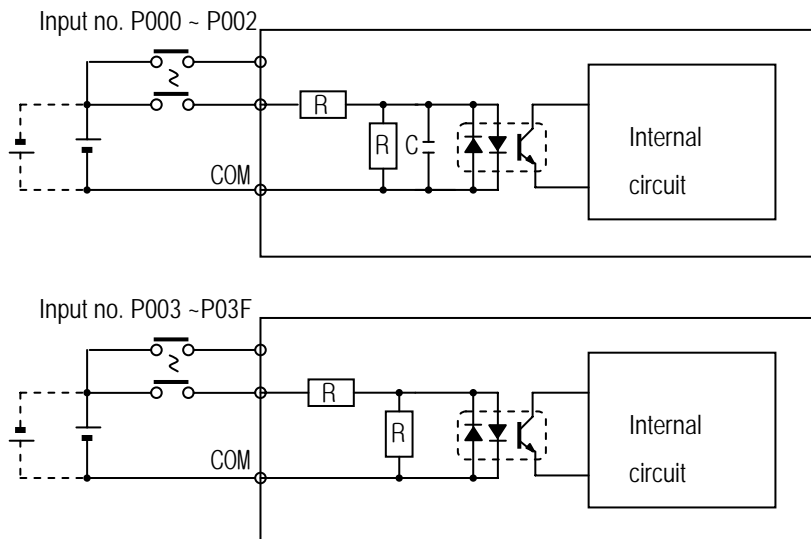 Input no. P000 ~ P002
R
R
C
COM
Internal
circuit
Input no. P003 ~P03F
R
R
COM
Internal
circuit